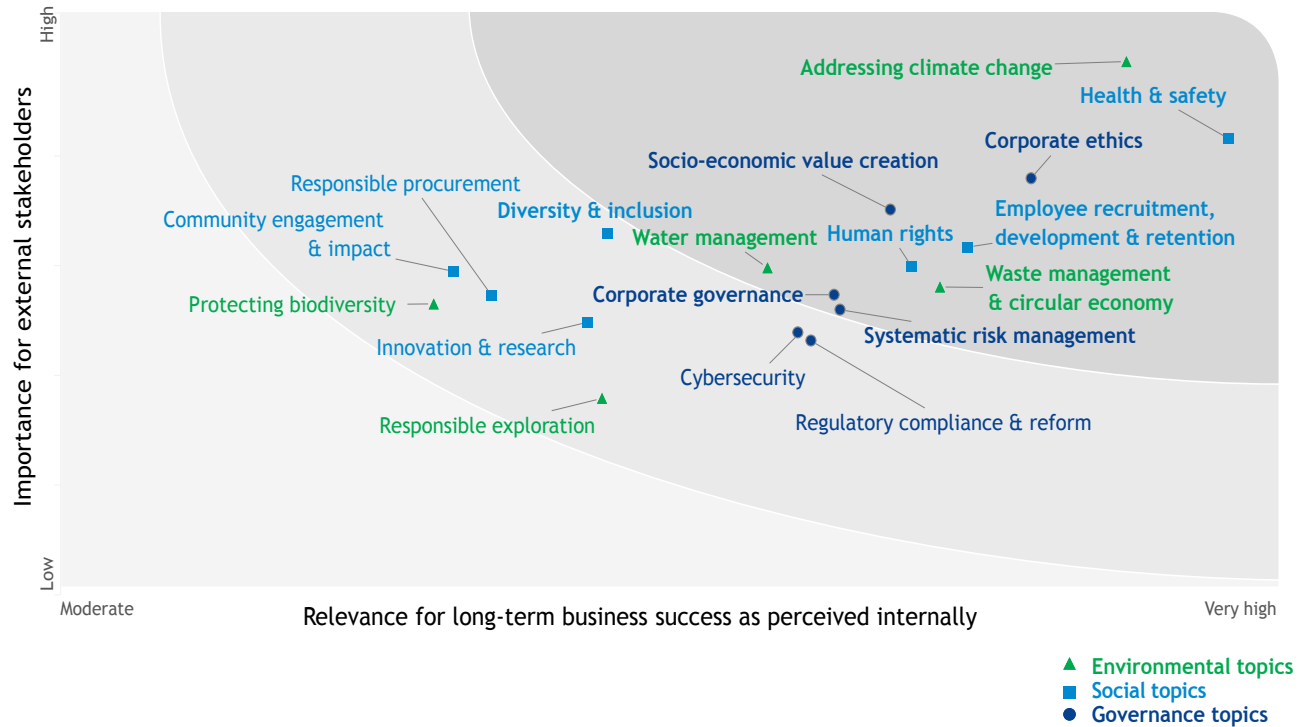 High
Importance for external stakeholders
Low
Addressing climate change
Health & safety
Corporate ethics
Socio-economic value creation
Responsible procurement
Diversity & inclusion
Community engagement
& impact
Employee recruitment,
development & retention
Human rights
Water management
Waste management
& circular economy
Corporate governance
Protecting biodiversity
Systematic risk management
Innovation & research
Cybersecurity
Regulatory compliance & reform
Responsible exploration
Moderate
Relevance for long-term business success as perceived internally
Very high
Environmental topics
Social topics
Governance topics